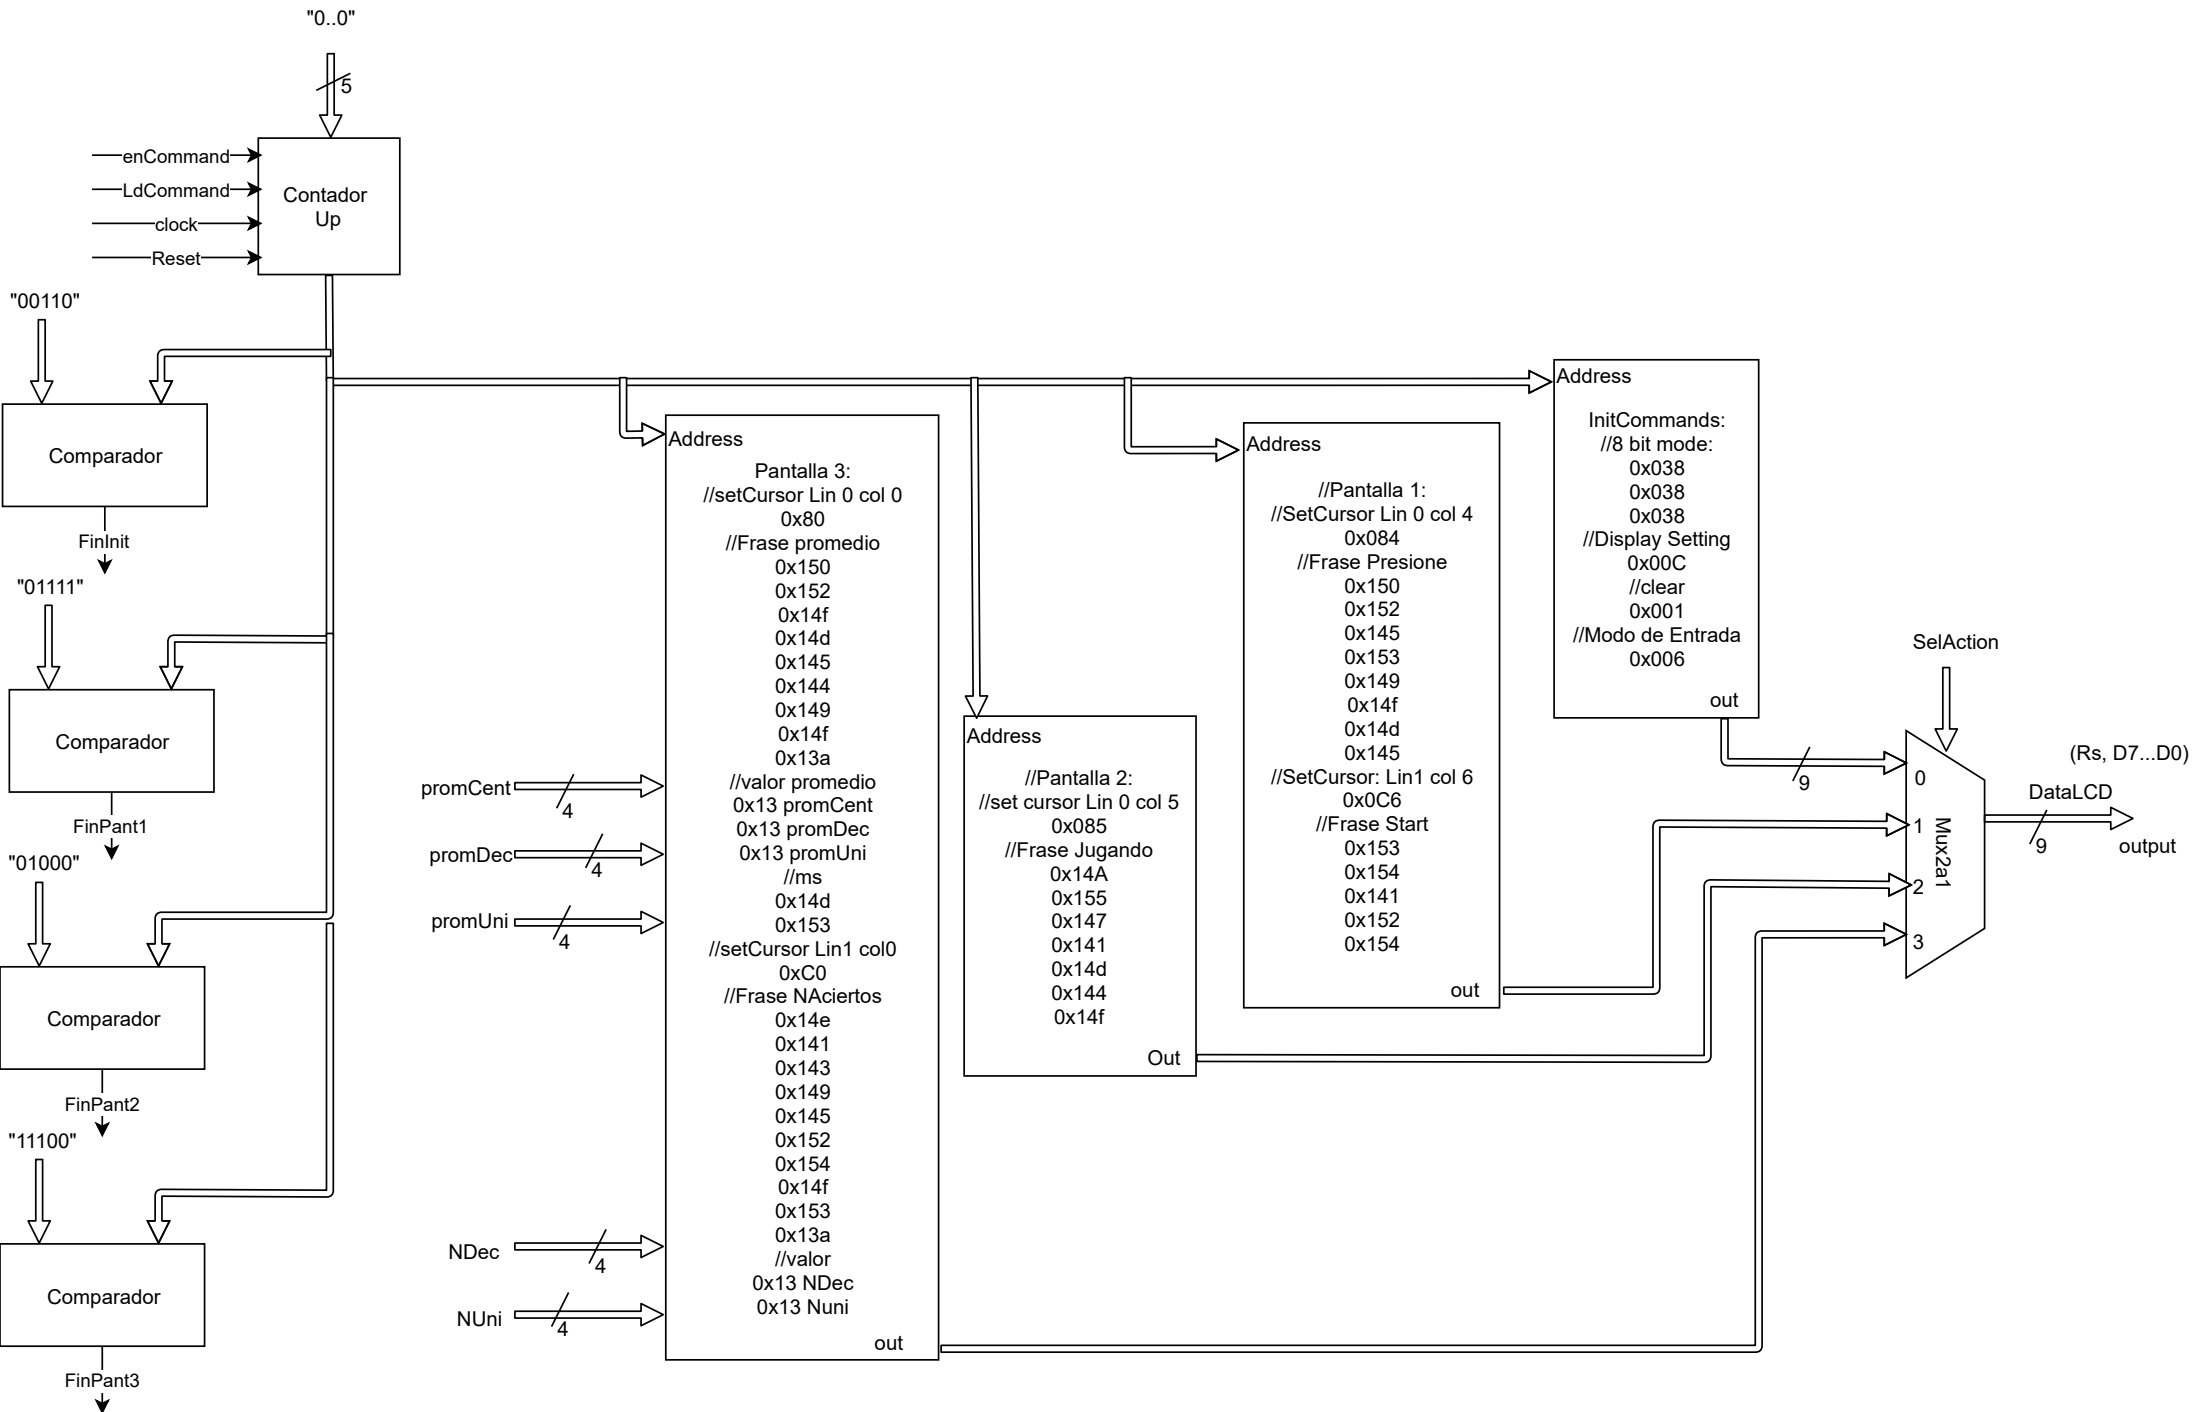 "0..0"
5
enCommand
LdCommand
clock
Reset
Contador
Up
"00110"
Comparador
FinInit
"01111"
Comparador
FinPant1
"01000"
Comparador
FinPant2
"11100"
Comparador
FinPant3
promCent
4
promDec
4
promUni
4
NDec
4
NUni
4
Address
Pantalla 3:
//setCursor Lin 0 col 0
0x80
//Frase promedio
0x150
0x152
0x14f
0x14d
0x145
0x144
0x149
0x14f
0x13a
//valor promedio
0x13 promCent
0x13 promDec
0x13 promUni
//ms
0x14d
0x153
//setCursor Lin1 col0
0xC0
//Frase NAciertos
0x14e
0x141
0x143
0x149
0x145
0x152
0x154
0x14f
0x153
0x13a
//valor
0x13 NDec
0x13 Nuni
out
Address
//Pantalla 2:
//set cursor Lin 0 col 5
0x085
//Frase Jugando
0x14A
0x155
0x147
0x141
0x14d
0x144
0x14f
Out
Address
//Pantalla 1:
//SetCursor Lin 0 col 4
0x084
//Frase Presione
0x150
0x152
0x145
0x153
0x149
0x14f
0x14d
0x145
//SetCursor: Lin1 col 6
0x0C6
//Frase Start
0x153
0x154
0x141
0x152
0x154
out
Address
InitCommands:
//8 bit mode:
0x038
0x038
0x038
//Display Setting
0x00C
//clear
0x001
//Modo de Entrada
0x006
out
9
SelAction
0
1
2
3
Mux2a1
(Rs, D7...D0)
DataLCD
9
output